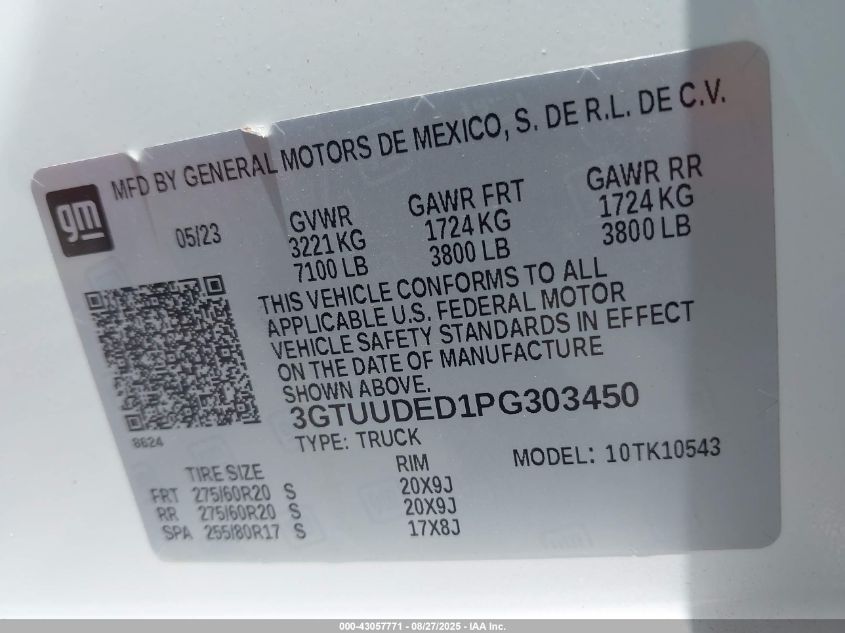 MFD BY GENERAL MOTORS DE MEXICO, S. DE R.L. DE C.V.
gm
05/23 GVWR GAWR FRT GAWR RR
3221 KG 1724 KG 1724 KG
7100 LB 3800 LB 3800 LB
THIS VEHICLE CONFORMS TO ALL
APPLICABLE U.S. FEDERAL MOTOR
VEHICLE SAFETY STANDARDS IN EFFECT
ON THE DATE OF MANUFACTURE
SHOWN ABOVE.
3GTUUDED1PG303450
8624
TYPE: TRUCK MODEL: 10TK10543
TIRE SIZE RIM
FRT 275/60R20 S 20X9J
RR 275/60R20 S 20X9J
SPA 255/80R17 S 17X8J
000-43057771 - 08/27/2025 - IAA Inc.